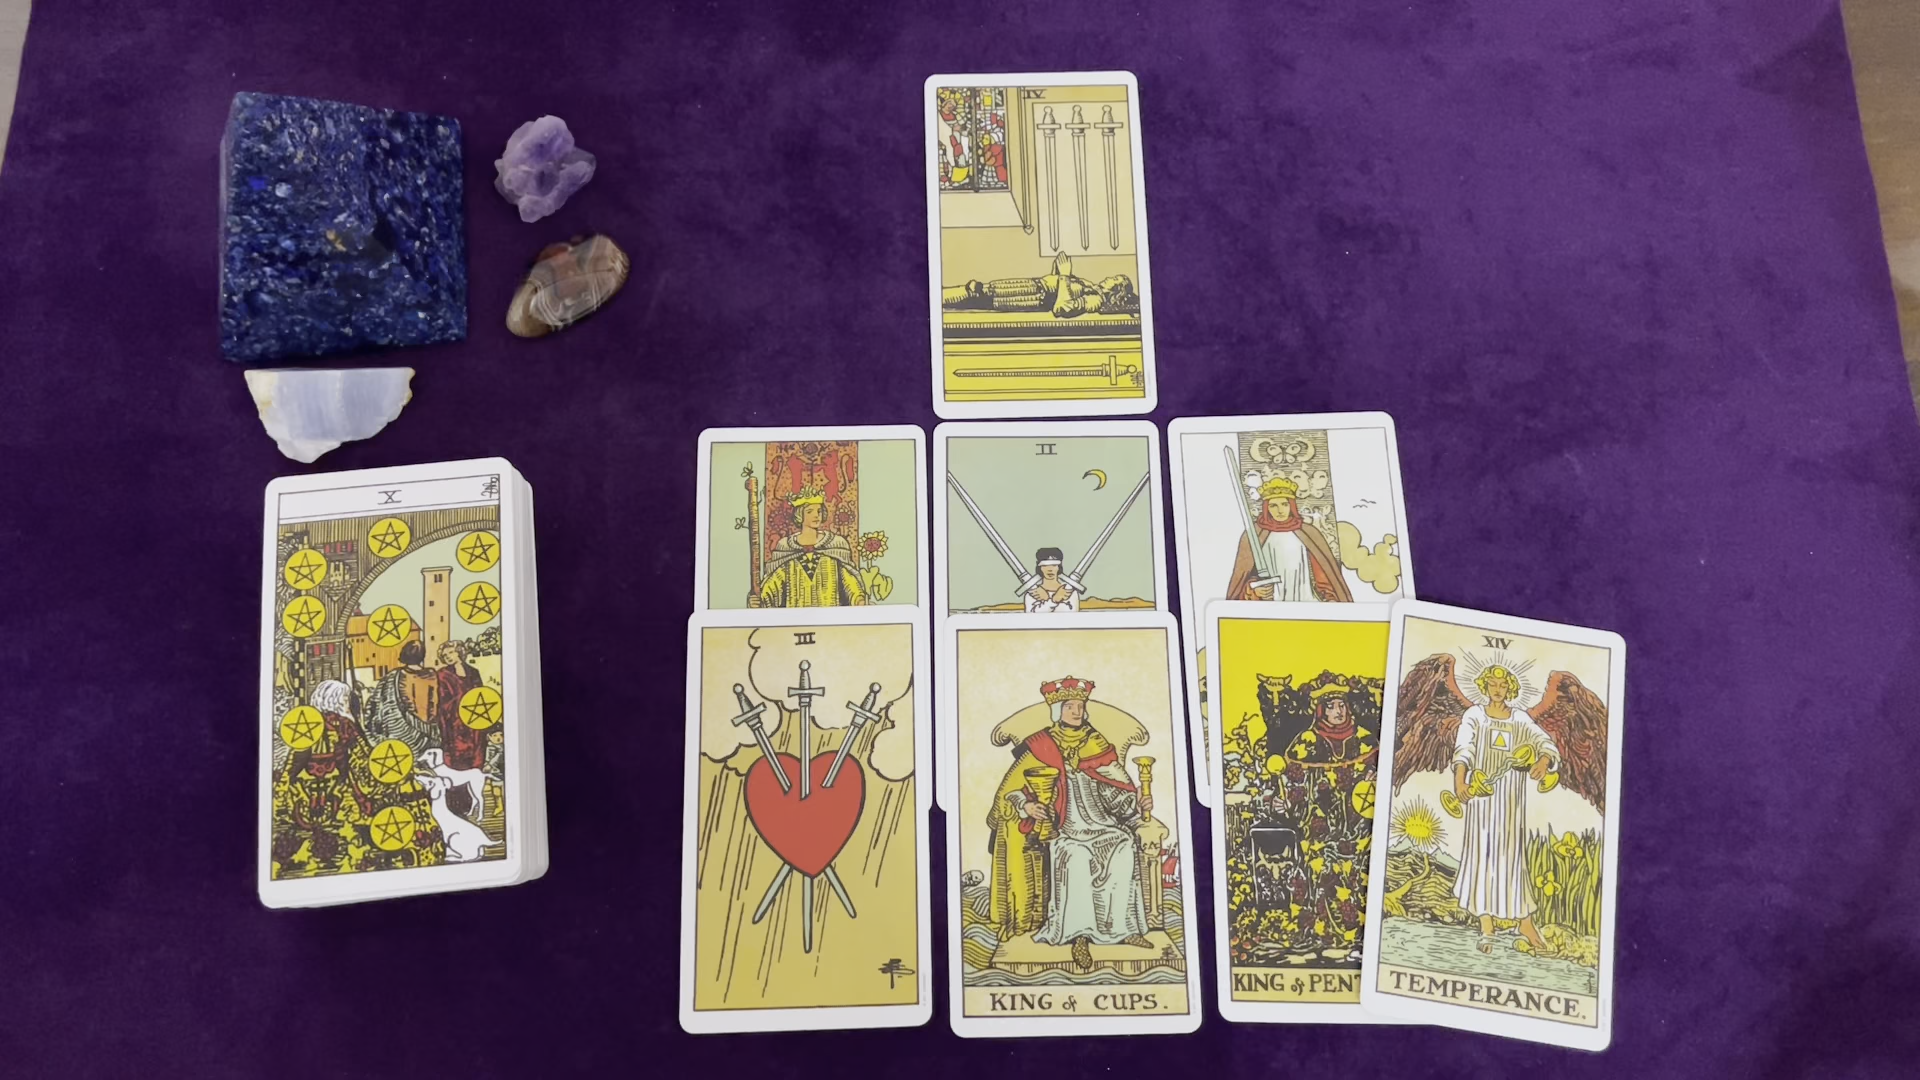 IV
II
X
III
XIV
KING of CUPS.
KING of PENT
TEMPERANCE.